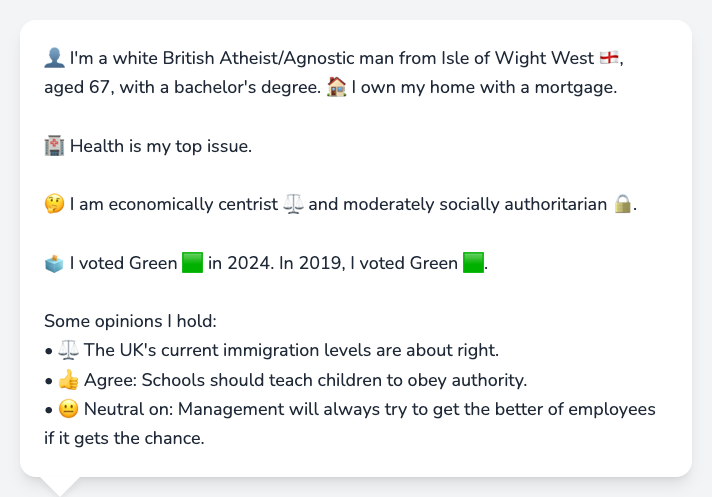 👤 I'm a white British Atheist/Agnostic man from Isle of Wight West 🏴󠁧󠁢󠁥󠁮󠁧󠁿,
aged 67, with a bachelor's degree. 🏠 I own my home with a mortgage.
🏥 Health is my top issue.
🤔 I am economically centrist ⚖️ and moderately socially authoritarian 🔒.
🗳️ I voted Green 🟩 in 2024. In 2019, I voted Green 🟩.
Some opinions I hold:
• ⚖️ The UK's current immigration levels are about right.
• 👍 Agree: Schools should teach children to obey authority.
• 😐 Neutral on: Management will always try to get the better of employees
if it gets the chance.